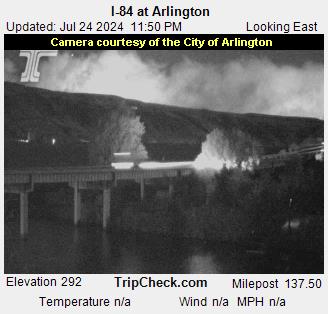 I-84 at Arlington
Updated: Jul 24 2024 11:50 PM Looking East
Camera courtesy of the City of Arlington
Elevation 292 TripCheck.com Milepost 137.50
Temperature n/a Wind n/a MPH n/a